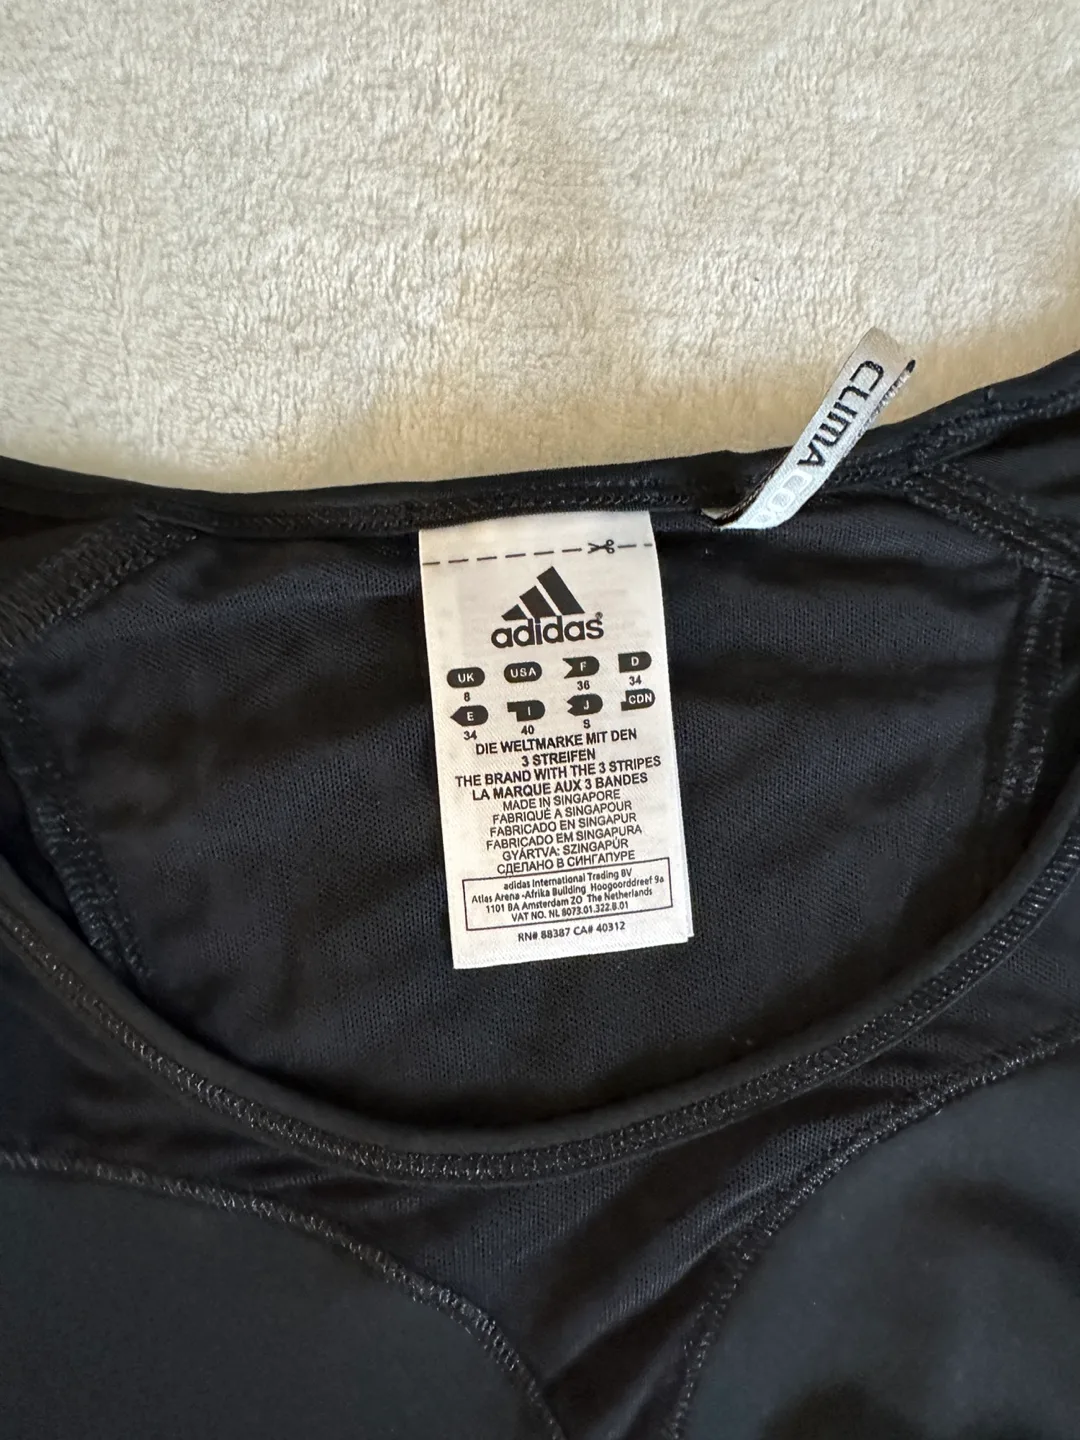 CLIMA
adidas®
UK USA F D
8 36 34
E I J CDN
34 40 S
DIE WELTMARKE MIT DEN
3 STREIFEN
THE BRAND WITH THE 3 STRIPES
LA MARQUE AUX 3 BANDES
MADE IN SINGAPORE
FABRIQUÉ A SINGAPOUR
FABRICADO EN SINGAPUR
FABRICADO EM SINGAPURA
GYÁRTVA: SZINGAPÚR
СДЕЛАНО В СИНГАПУРЕ
adidas International Trading BV
Atlas Arena -Afrika Building Hoogoorddreef 9a
1101 BA Amsterdam ZO The Netherlands
VAT NO. NL 8073.01.322.B.01
RN# 88387 CA# 40312